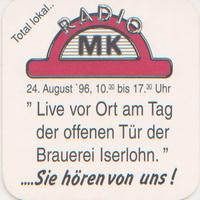 Total lokal..
RADIO
MK
24. August `96, 10.³⁰ bis 17.³⁰ Uhr
" Live vor Ort am Tag
der offenen Tür der
Brauerei Iserlohn. "
....Sie hören von uns !